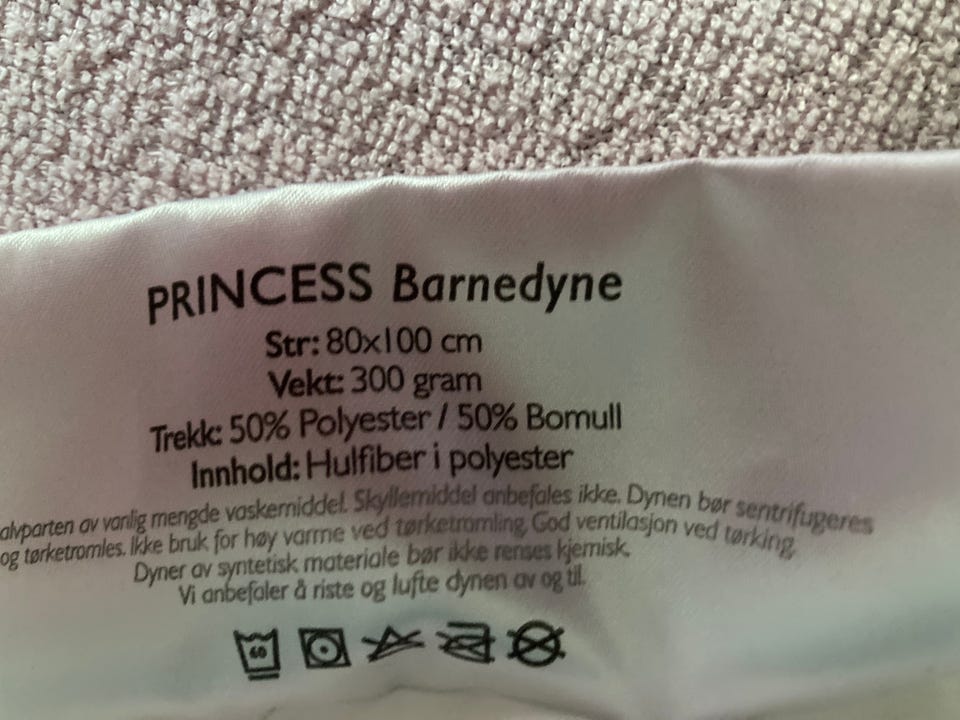 PRINCESS Barnedyne
Str: 80x100 cm
Vekt: 300 gram
Trekk: 50% Polyester / 50% Bomull
Innhold: Hulfiber i polyester
alvparten av vanlig mengde vaskemiddel. Skyllemiddel anbefales ikke. Dynen bør sentrifugeres
og tørketromles. Ikke bruk for høy varme ved tørketromling. God ventilasjon ved tørking.
Dyner av syntetisk materiale bør ikke renses kjemisk.
Vi anbefaler å riste og lufte dynen av og til.
60